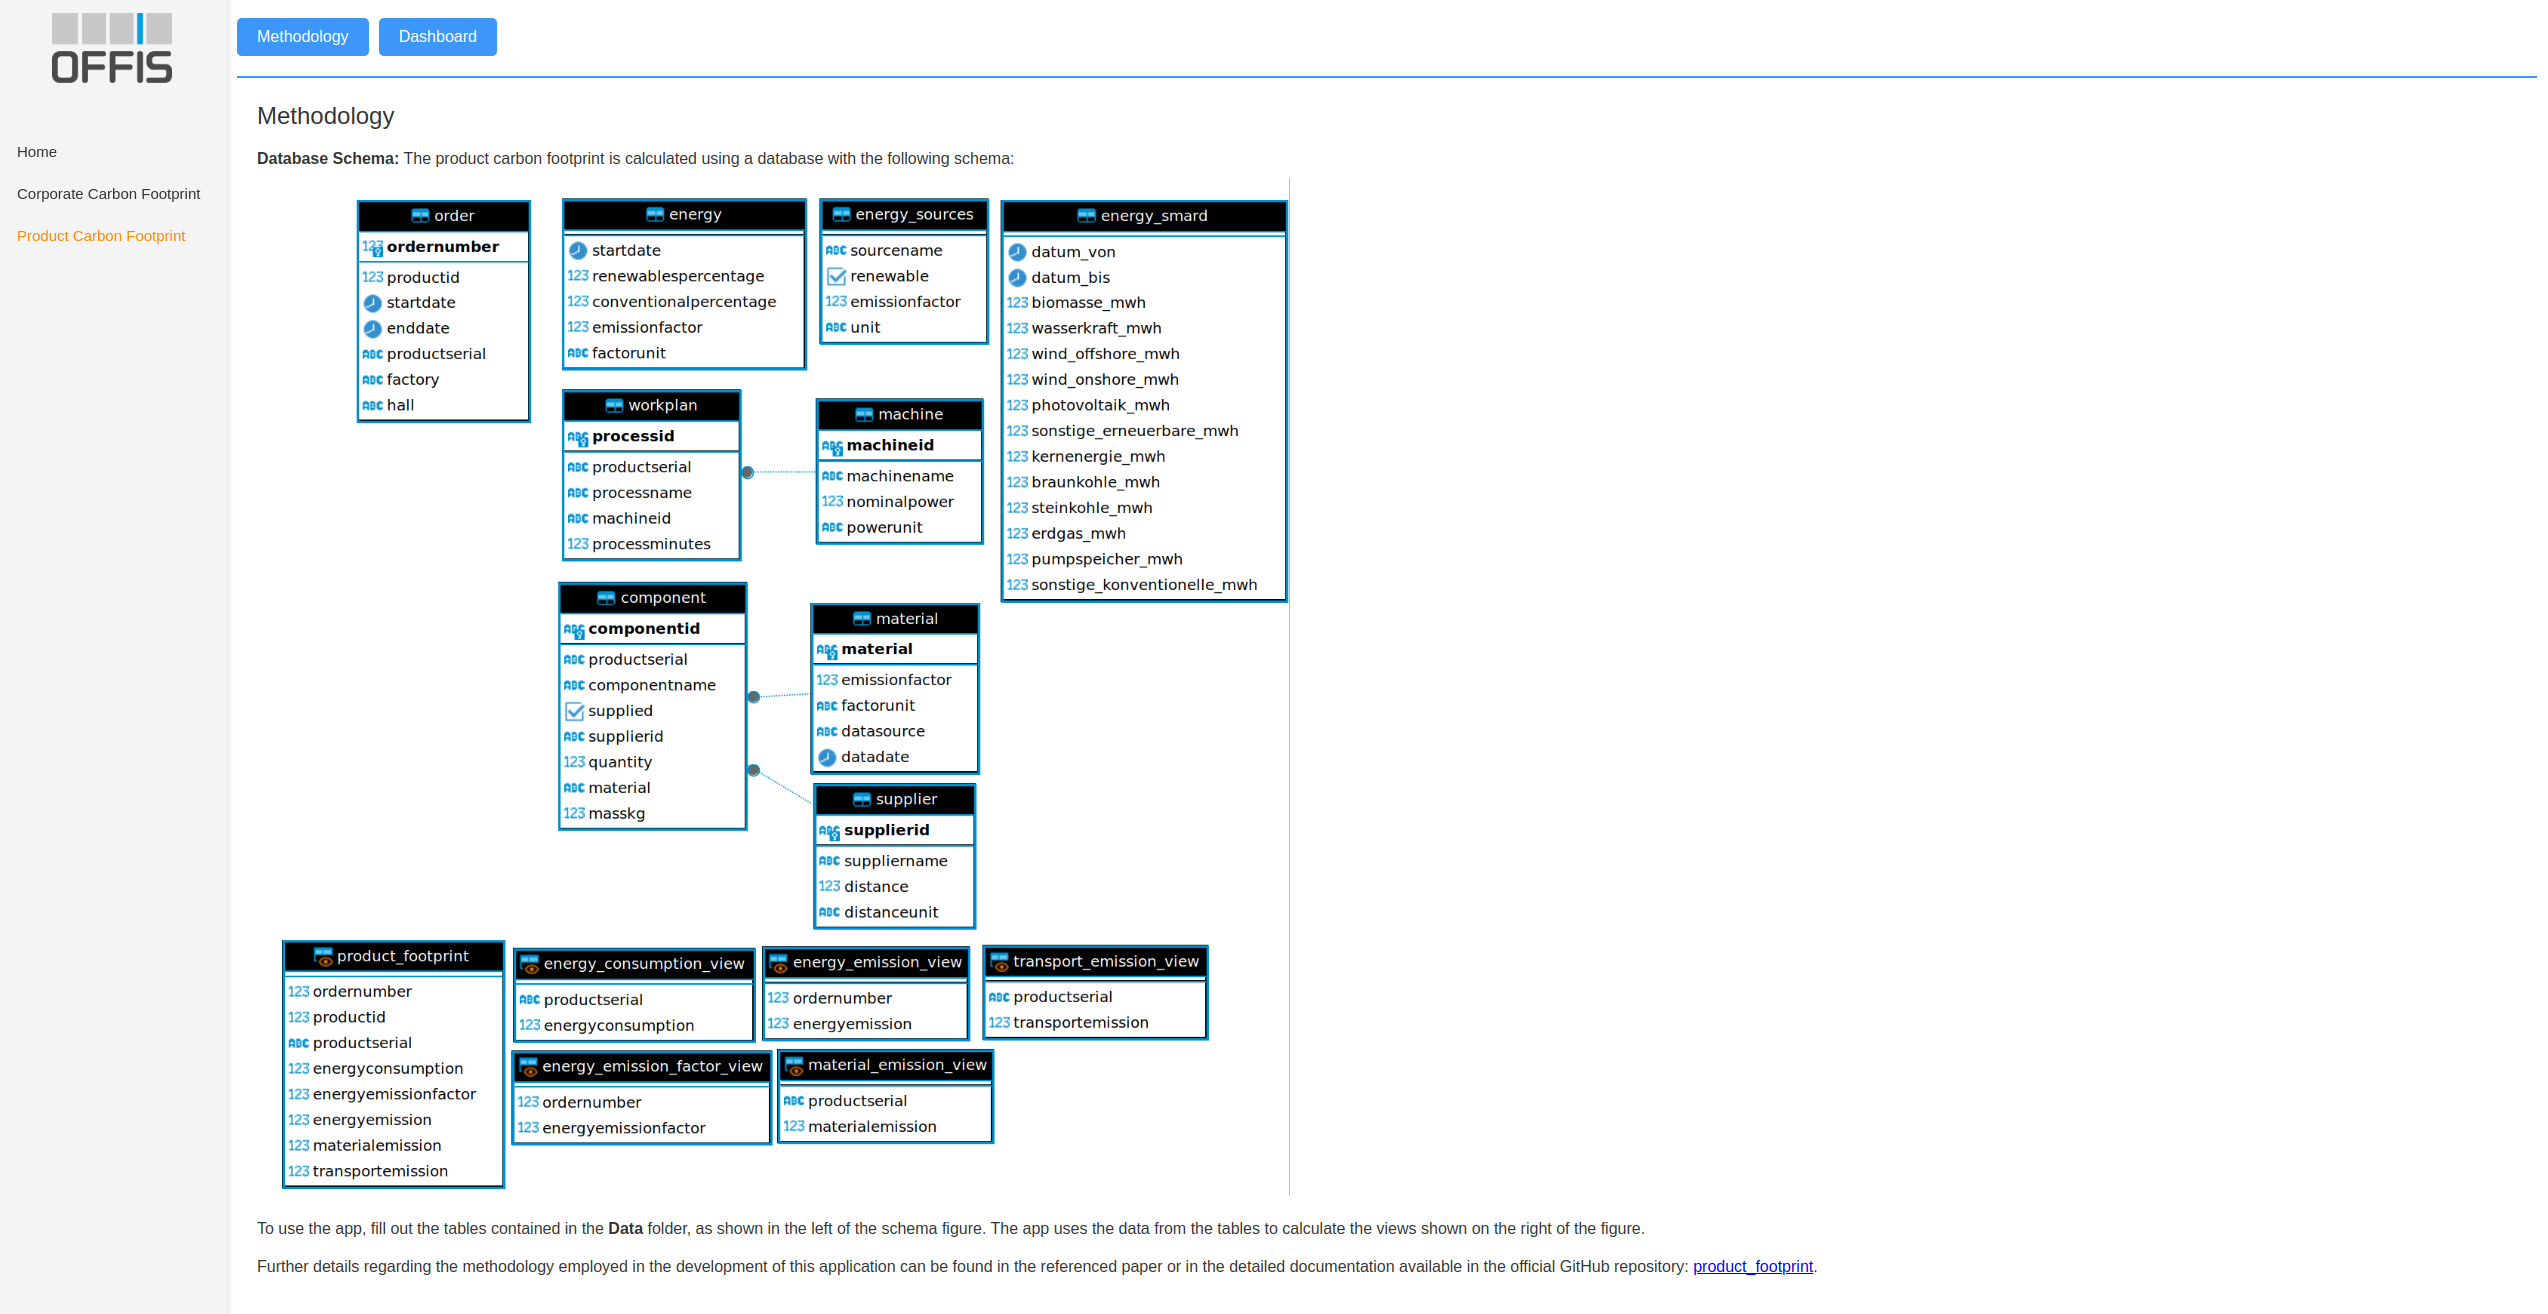 OFFIS
Home
Corporate Carbon Footprint
Product Carbon Footprint
Methodology
Dashboard
Methodology
Database Schema: The product carbon footprint is calculated using a database with the following schema:
order
123 ordernumber
123 productid
startdate
enddate
ABC productserial
ABC factory
ABC hall
energy
startdate
123 renewablespercentage
123 conventionalpercentage
123 emissionfactor
ABC factorunit
energy_sources
ABC sourcename
renewable
123 emissionfactor
ABC unit
energy_smard
datum_von
datum_bis
123 biomasse_mwh
123 wasserkraft_mwh
123 wind_offshore_mwh
123 wind_onshore_mwh
123 photovoltaik_mwh
123 sonstige_erneuerbare_mwh
123 kernenergie_mwh
123 braunkohle_mwh
123 steinkohle_mwh
123 erdgas_mwh
123 pumpspeicher_mwh
123 sonstige_konventionelle_mwh
workplan
ABC processid
ABC productserial
ABC processname
ABC machineid
123 processminutes
machine
ABC machineid
ABC machinename
123 nominalpower
ABC powerunit
component
ABC componentid
ABC productserial
ABC componentname
supplied
ABC supplierid
123 quantity
ABC material
123 masskg
material
ABC material
123 emissionfactor
ABC factorunit
ABC datasource
datadate
supplier
ABC supplierid
ABC suppliername
123 distance
ABC distanceunit
product_footprint
123 ordernumber
123 productid
ABC productserial
123 energyconsumption
123 energyemissionfactor
123 energyemission
123 materialemission
123 transportemission
energy_consumption_view
ABC productserial
123 energyconsumption
energy_emission_view
123 ordernumber
123 energyemission
transport_emission_view
ABC productserial
123 transportemission
energy_emission_factor_view
123 ordernumber
123 energyemissionfactor
material_emission_view
ABC productserial
123 materialemission
To use the app, fill out the tables contained in the Data folder, as shown in the left of the schema figure. The app uses the data from the tables to calculate the views shown on the right of the figure.
Further details regarding the methodology employed in the development of this application can be found in the referenced paper or in the detailed documentation available in the official GitHub repository: product_footprint.